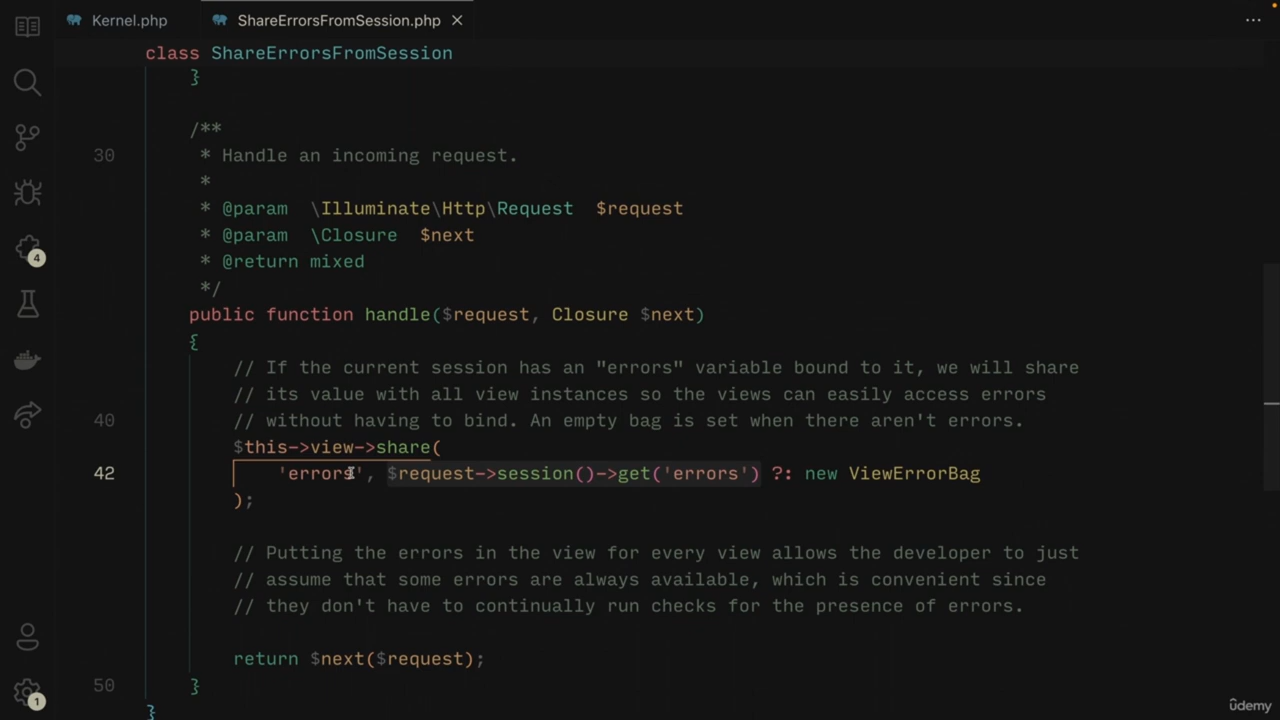 Kernel.php ShareErrorsFromSession.php
class ShareErrorsFromSession
}
/**
30 * Handle an incoming request.
*
* @param \Illuminate\Http\Request $request
* @param \Closure $next
* @return mixed
*/
public function handle($request, Closure $next)
{
// If the current session has an "errors" variable bound to it, we will share
// its value with all view instances so the views can easily access errors
40 // without having to bind. An empty bag is set when there aren't errors.
$this->view->share(
42 'errors', $request->session()->get('errors') ?: new ViewErrorBag
);
// Putting the errors in the view for every view allows the developer to just
// assume that some errors are always available, which is convenient since
// they don't have to continually run checks for the presence of errors.
return $next($request);
50 }
}
4
1
ûdemy